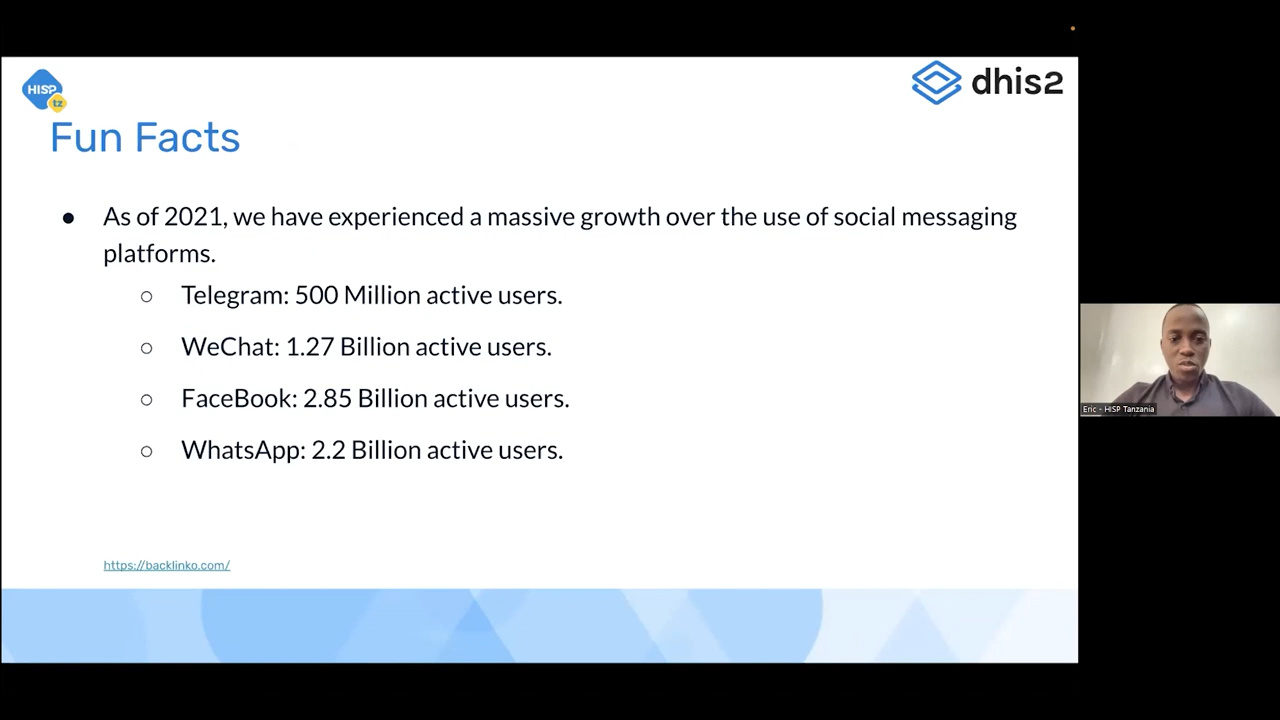 HISP
tz
dhis2
Fun Facts
● As of 2021, we have experienced a massive growth over the use of social messaging
platforms.
○ Telegram: 500 Million active users.
○ WeChat: 1.27 Billion active users.
○ FaceBook: 2.85 Billion active users.
○ WhatsApp: 2.2 Billion active users.
https://backlinko.com/
Eric - HISP Tanzania